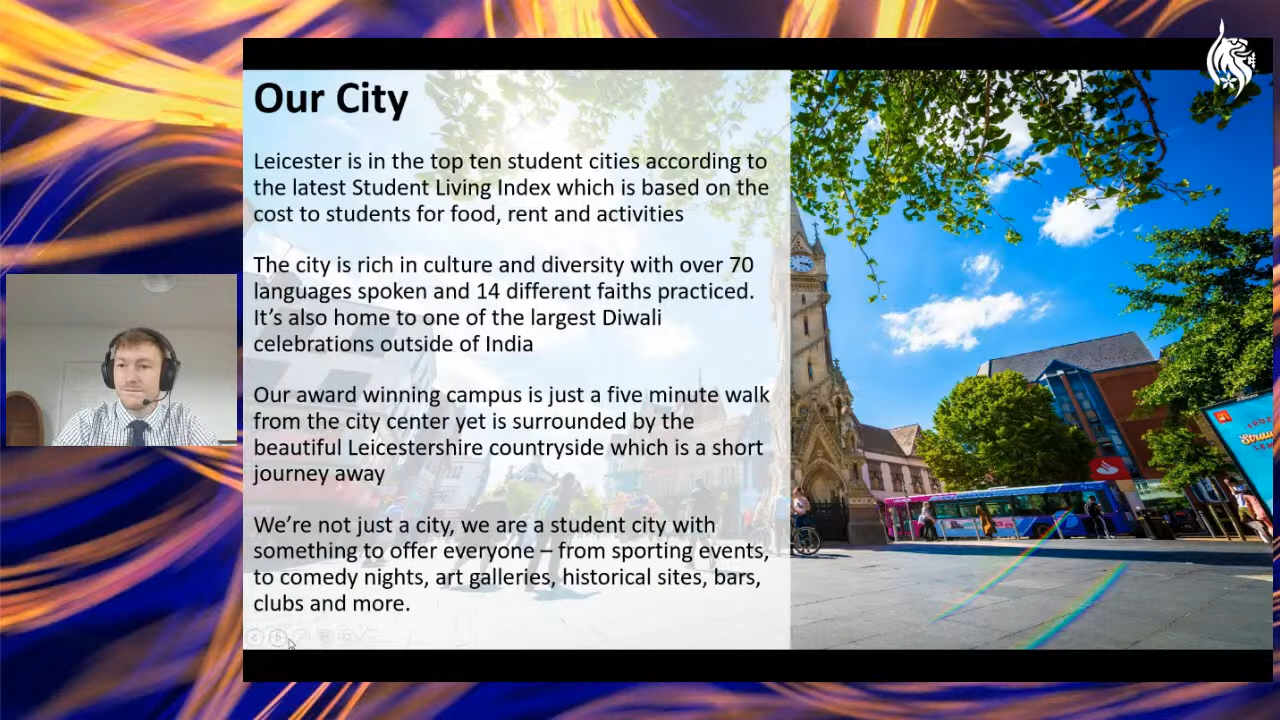 Our City
Leicester is in the top ten student cities according to
the latest Student Living Index which is based on the
cost to students for food, rent and activities
The city is rich in culture and diversity with over 70
languages spoken and 14 different faiths practiced.
It’s also home to one of the largest Diwali
celebrations outside of India
Our award winning campus is just a five minute walk
from the city center yet is surrounded by the
beautiful Leicestershire countryside which is a short
journey away
We’re not just a city, we are a student city with
something to offer everyone – from sporting events,
to comedy nights, art galleries, historical sites, bars,
clubs and more.